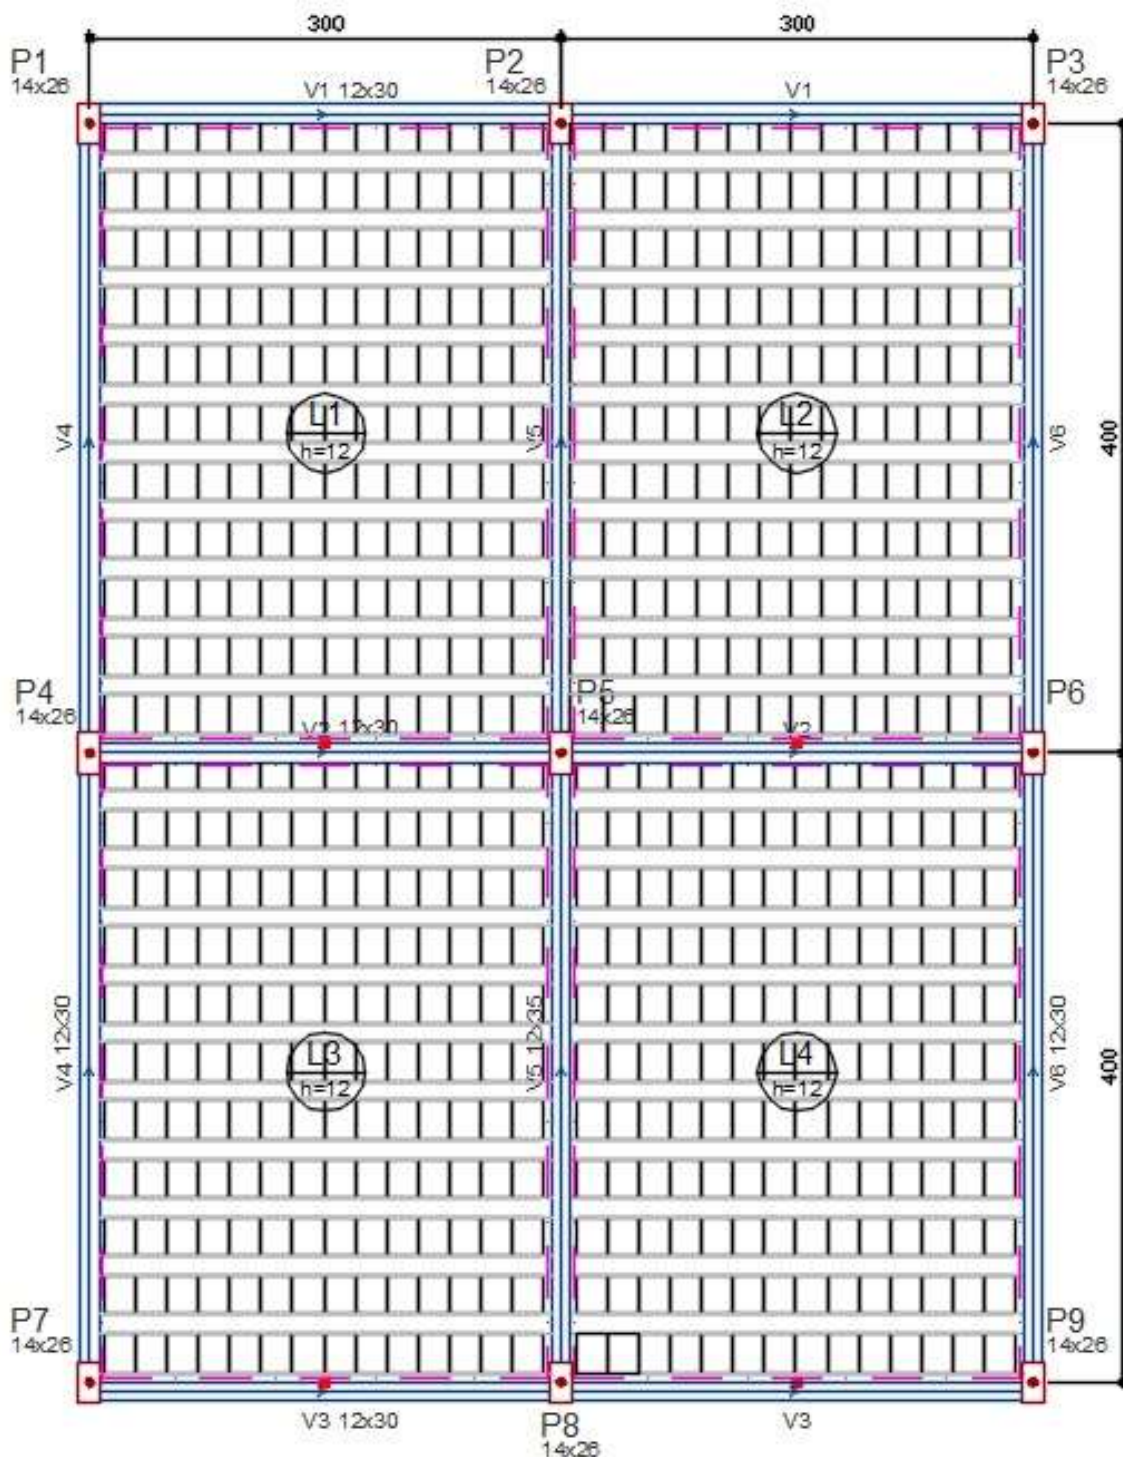 300 300
P1 P2 P3
14x26 14x26 14x26
V1 12x30 V1
L1 L2
h=12 h=12
V4 V5 V6 400
P4 P5 P6
14x26 14x26
V2 12x30 V2
V4 12x30 V5 12x35 V6 12x30 400
L3 L4
h=12 h=12
P7 P9
14x26 14x26
V3 12x30 V3
P8
14x26